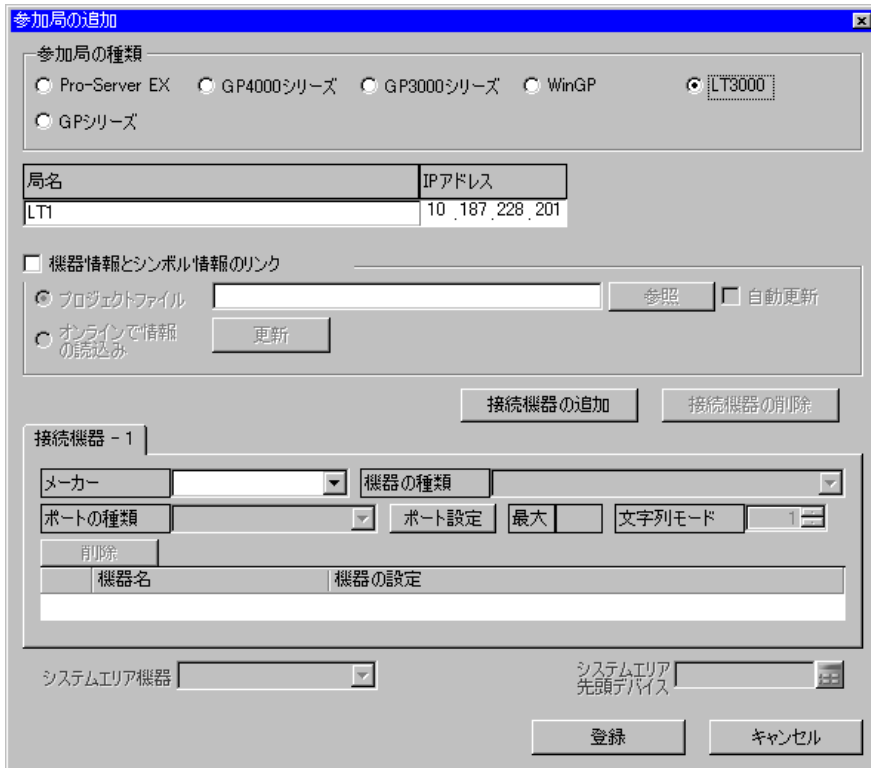 参加局の追加
参加局の種類
Pro-Server EX GP4000シリーズ GP3000シリーズ WinGP LT3000
GPシリーズ
局名 IPアドレス
LT1 10 .187 .228 .201
機器情報とシンボル情報のリンク
プロジェクトファイル 参照 自動更新
オンラインで情報
の読込み 更新
接続機器の追加 接続機器の削除
接続機器 - 1
メーカー 機器の種類
ポートの種類 ポート設定 最大 文字列モード 1
削除
機器名 機器の設定
システムエリア機器 システムエリア
先頭デバイス
登録 キャンセル